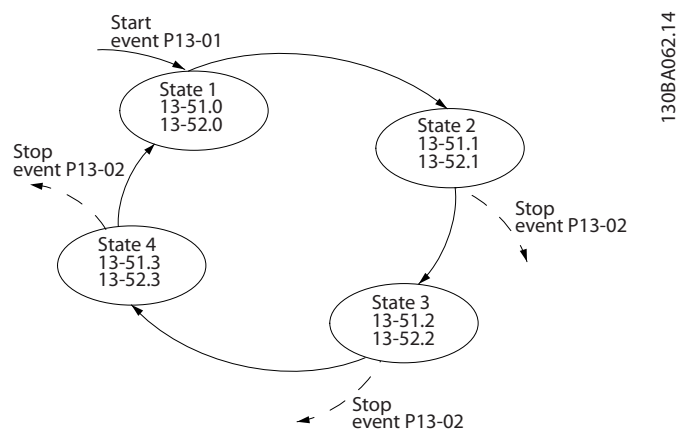 Start
event P13-01
State 1
13-51.0
13-52.0
State 2
13-51.1
13-52.1
Stop
event P13-02
Stop
event P13-02
State 4
13-51.3
13-52.3
State 3
13-51.2
13-52.2
Stop
event P13-02
130BA062.14